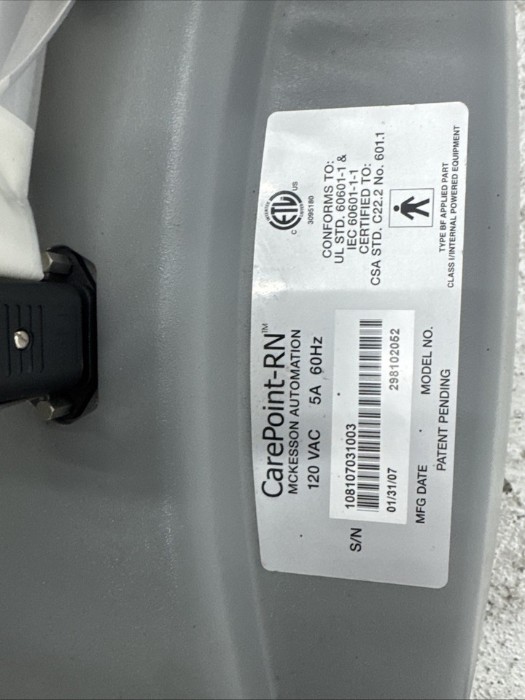 CarePoint-RN™
MCKESSON AUTOMATION
120 VAC 5A 60Hz
S/N 108107031003
01/31/07 298102052
MFG DATE MODEL NO.
PATENT PENDING
C ETL US
3095180
CONFORMS TO:
UL STD. 60601-1 &
IEC 60601-1-1
CERTIFIED TO:
CSA STD. C22.2 No. 601.1
TYPE BF APPLIED PART
CLASS I/INTERNAL POWERED EQUIPMENT